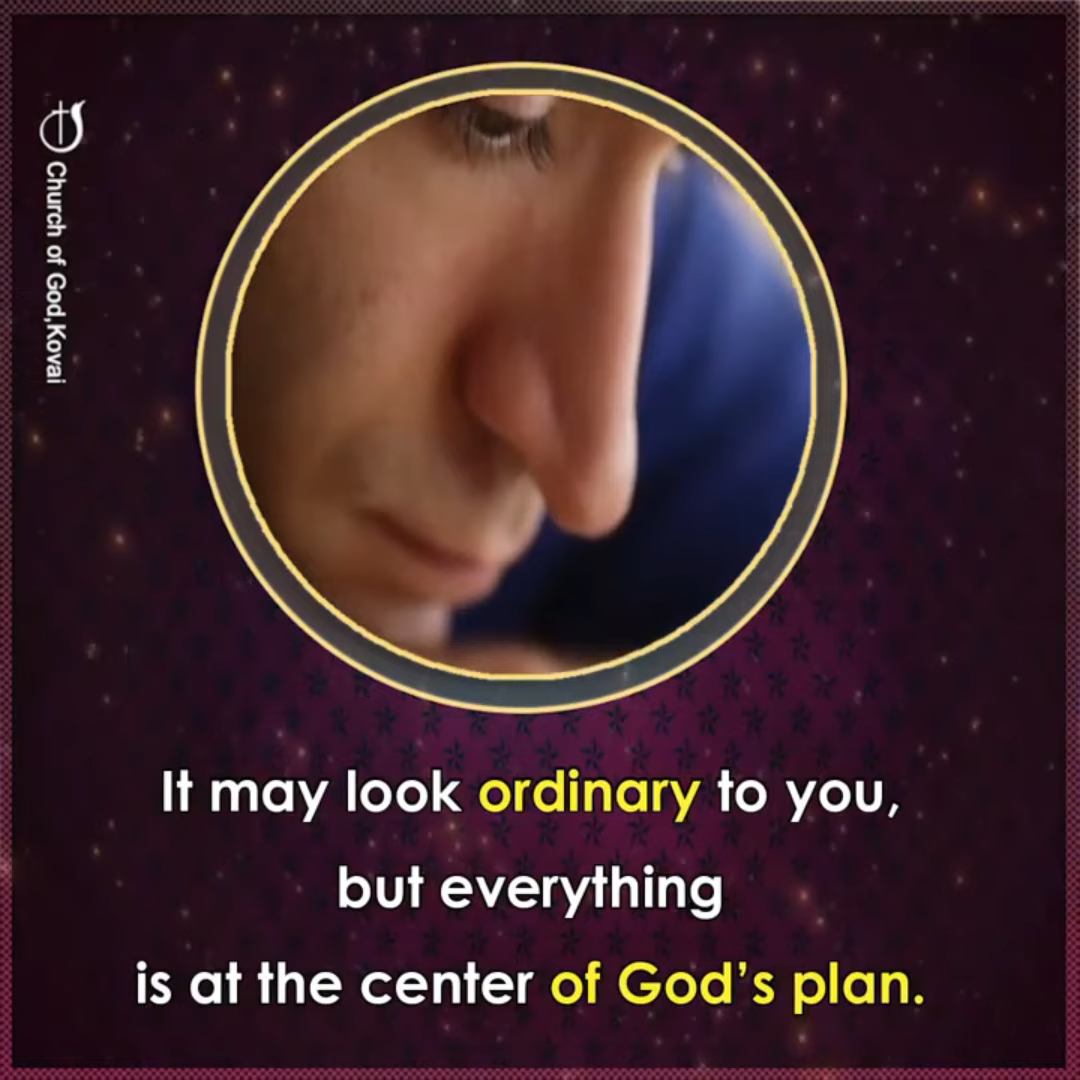 Church of God,Kovai
It may look ordinary to you,
but everything
is at the center of God’s plan.